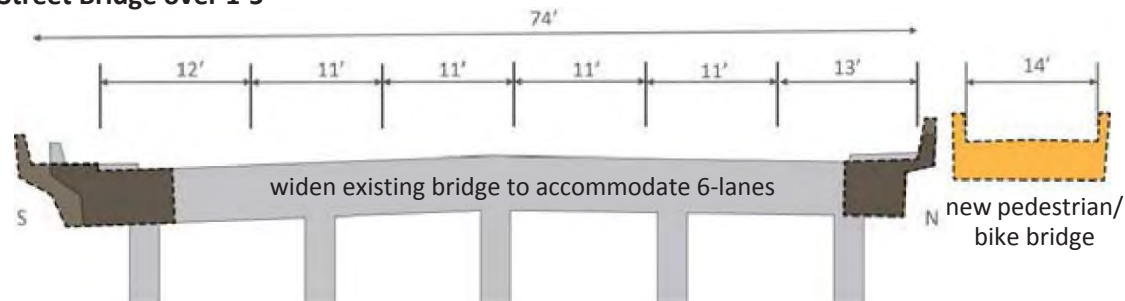 Street Bridge over I-5
74'
12' 11' 11' 11' 11' 13' 14'
widen existing bridge to accommodate 6-lanes
S N
new pedestrian/
bike bridge